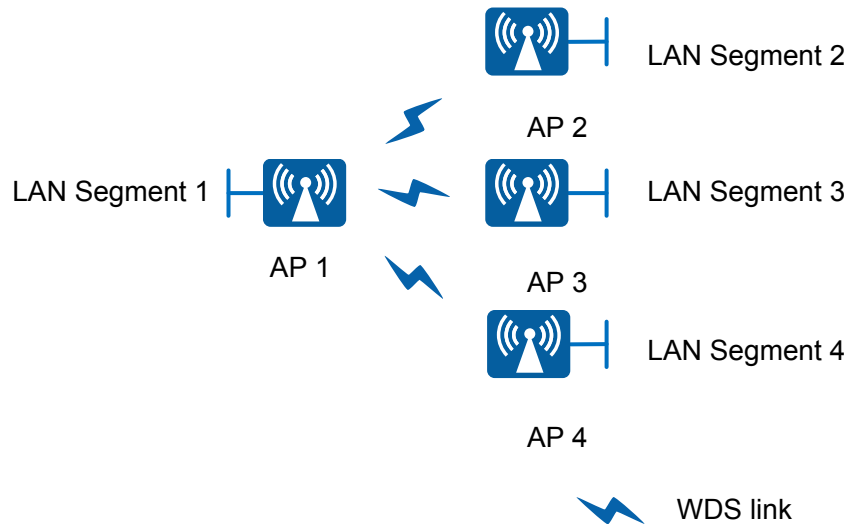 LAN Segment 2
AP 2
LAN Segment 1
AP 1
LAN Segment 3
AP 3
LAN Segment 4
AP 4
WDS link